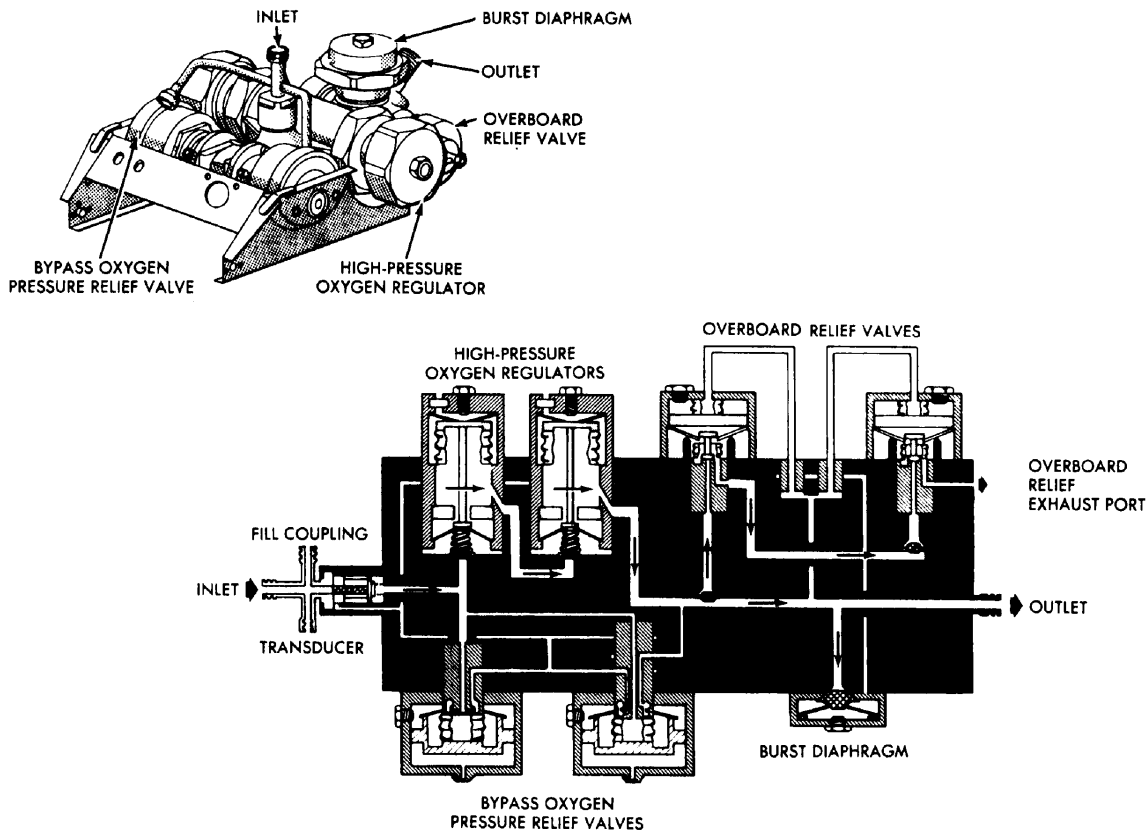 INLET
BURST DIAPHRAGM
OUTLET
OVERBOARD
RELIEF VALVE
BYPASS OXYGEN
PRESSURE RELIEF VALVE
HIGH-PRESSURE
OXYGEN REGULATOR
OVERBOARD RELIEF VALVES
HIGH-PRESSURE
OXYGEN REGULATORS
OVERBOARD
RELIEF
EXHAUST PORT
FILL COUPLING
INLET
OUTLET
TRANSDUCER
BURST DIAPHRAGM
BYPASS OXYGEN
PRESSURE RELIEF VALVES